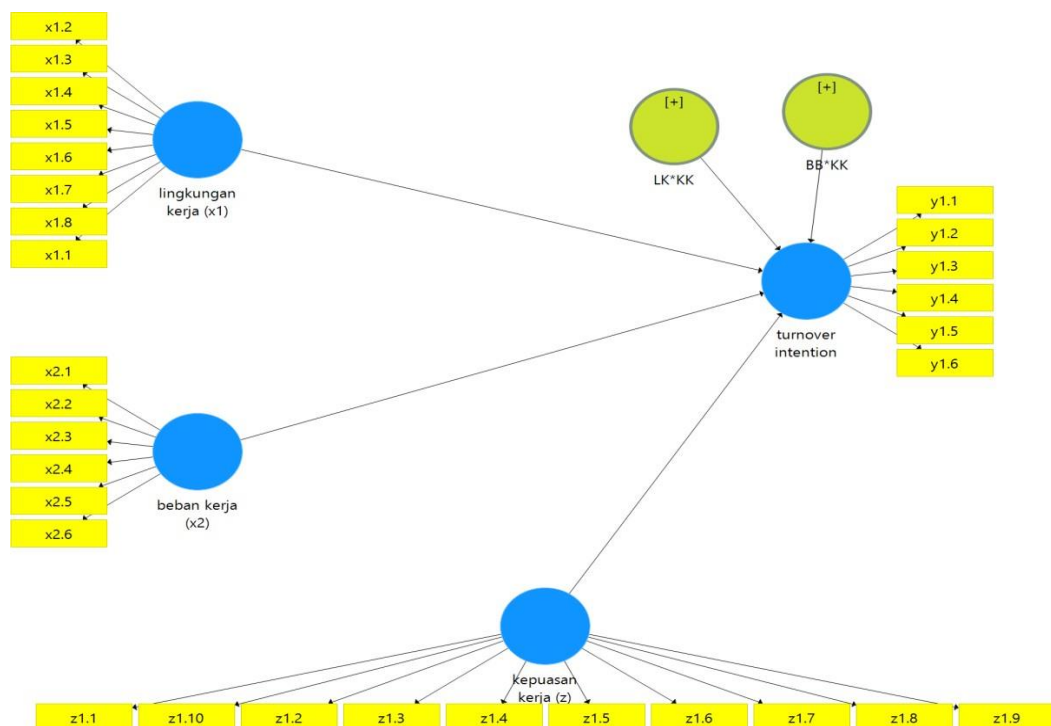 x1.2
x1.3
x1.4
x1.5
x1.6
x1.7
x1.8
x1.1
lingkungan
kerja (x1)
[+]
LK*KK
[+]
BB*KK
y1.1
y1.2
y1.3
y1.4
y1.5
y1.6
turnover
intention
x2.1
x2.2
x2.3
x2.4
x2.5
x2.6
beban kerja
(x2)
kepuasan
kerja (z)
z1.1
z1.10
z1.2
z1.3
z1.4
z1.5
z1.6
z1.7
z1.8
z1.9